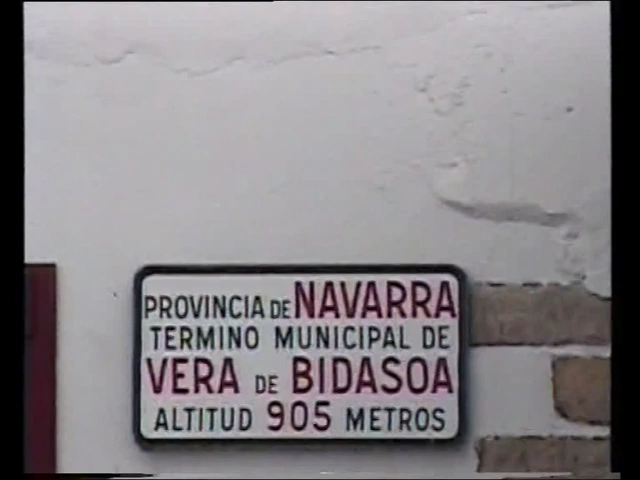 PROVINCIA DE NAVARRA
TERMINO MUNICIPAL DE
VERA DE BIDASOA
ALTITUD 905 METROS